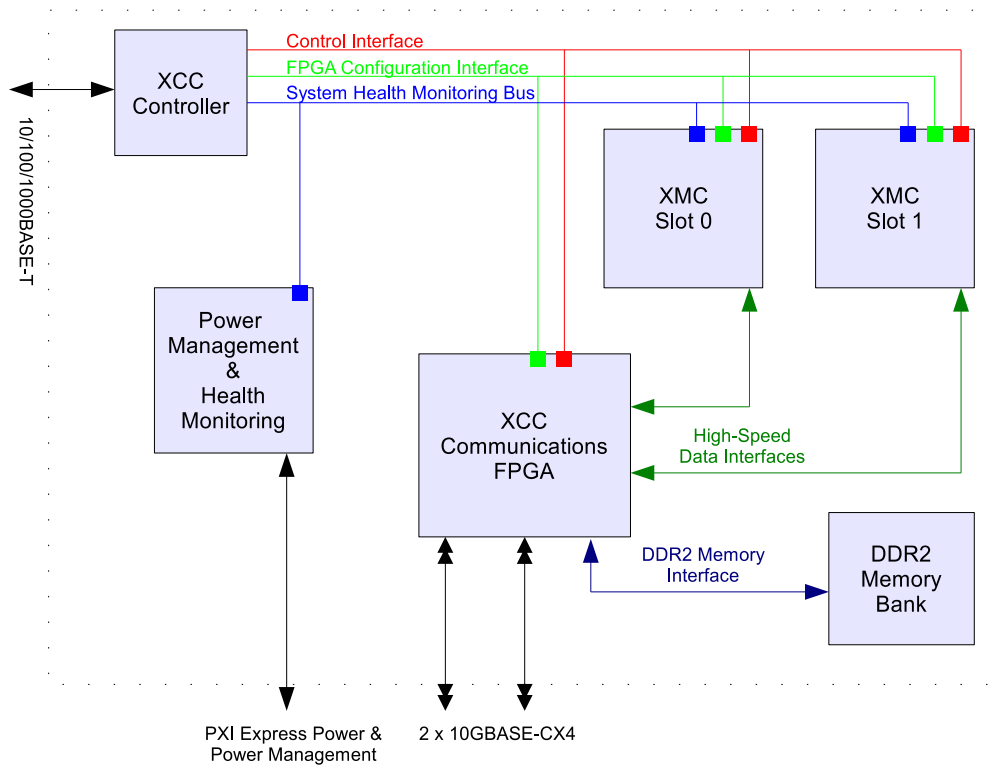 Control Interface
FPGA Configuration Interface
System Health Monitoring Bus
XCC
Controller
10/100/1000BASE-T
XMC
Slot 0
XMC
Slot 1
Power
Management
&
Health
Monitoring
XCC
Communications
FPGA
High-Speed
Data Interfaces
DDR2 Memory
Interface
DDR2
Memory
Bank
PXI Express Power &
Power Management
2 x 10GBASE-CX4